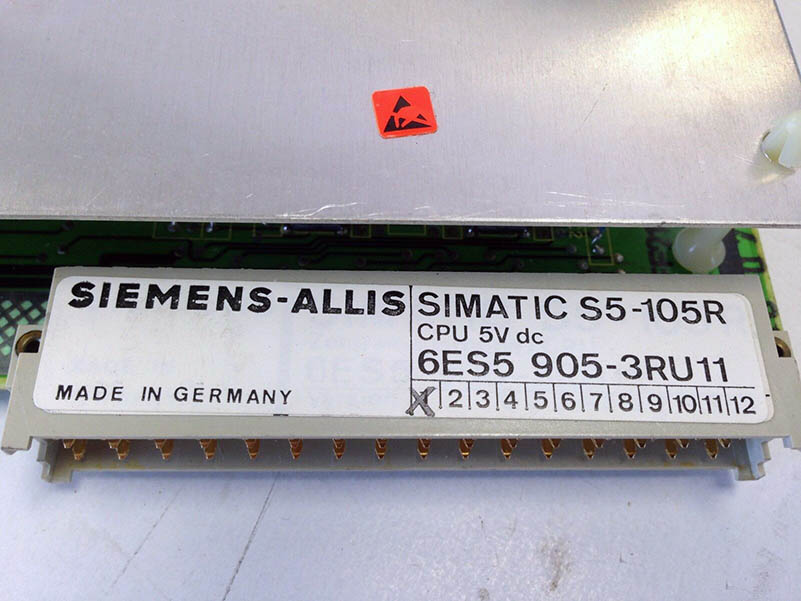 SIEMENS-ALLIS
MADE IN GERMANY
SIMATIC S5-105R
CPU 5V dc
6ES5 905-3RU11
X 2 3 4 5 6 7 8 9 10 11 12